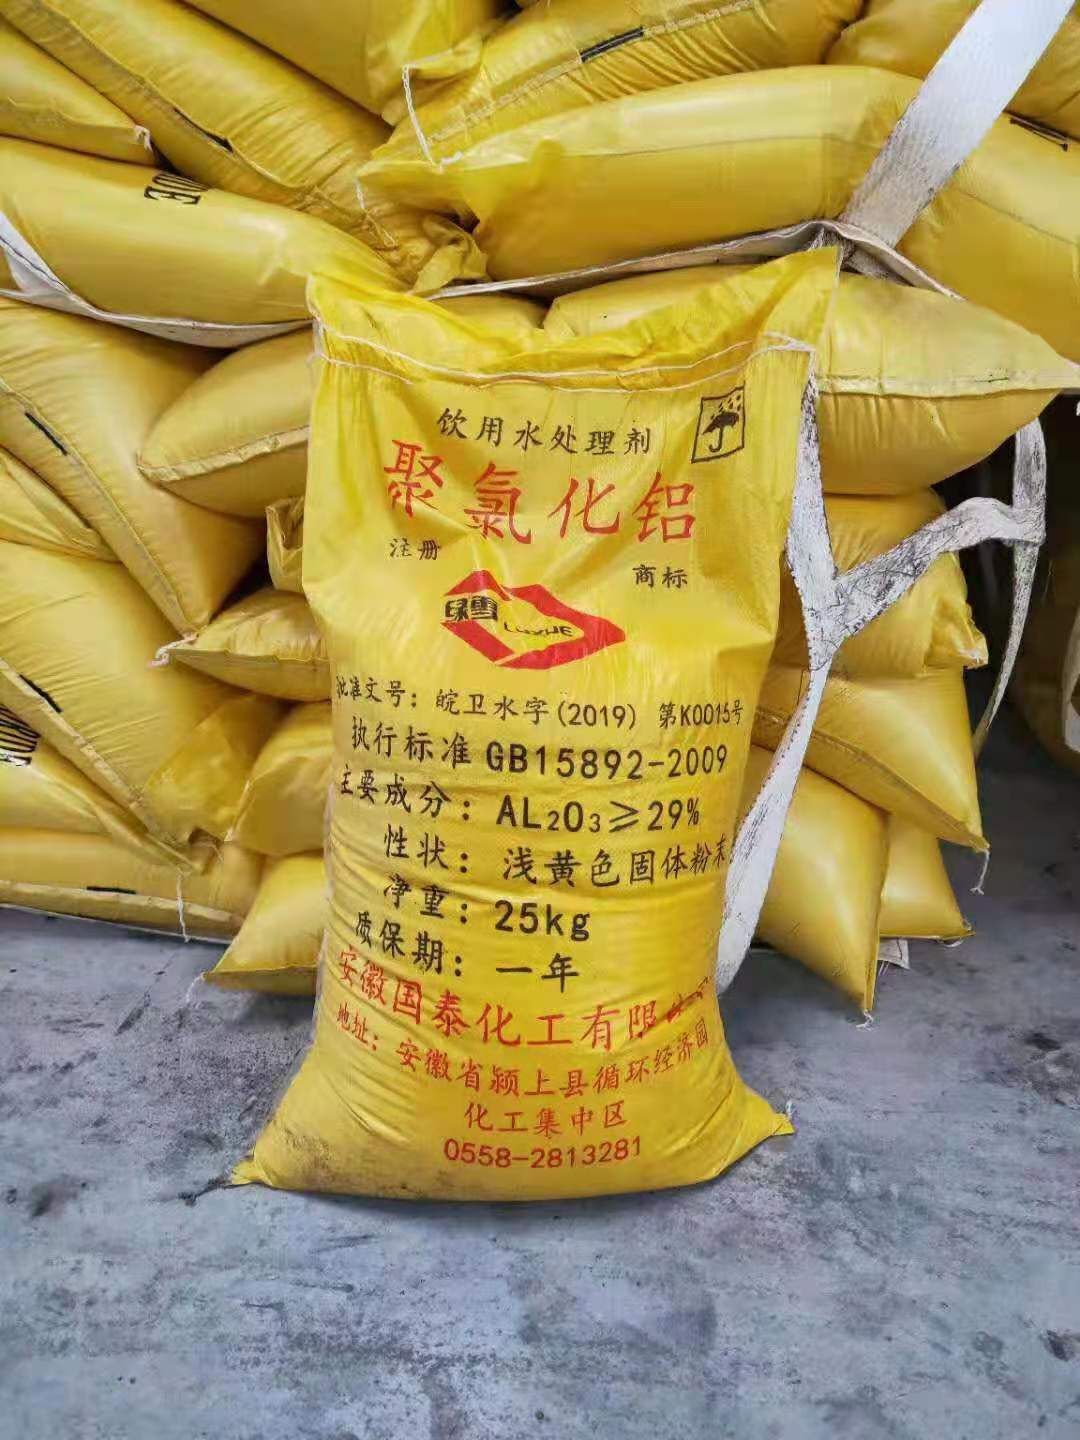 饮用水处理剂
聚氯化铝
注册
商标
LUXUE
批准文号：皖卫水字(2019) 第K0015号
执行标准 GB15892-2009
主要成分：AL₂O₃≥29%
性状：浅黄色固体粉末
净重：25kg
质保期：一年
安徽国泰化工有限
地址：安徽省颍上县循环经济园
化工集中区
0558-2813281